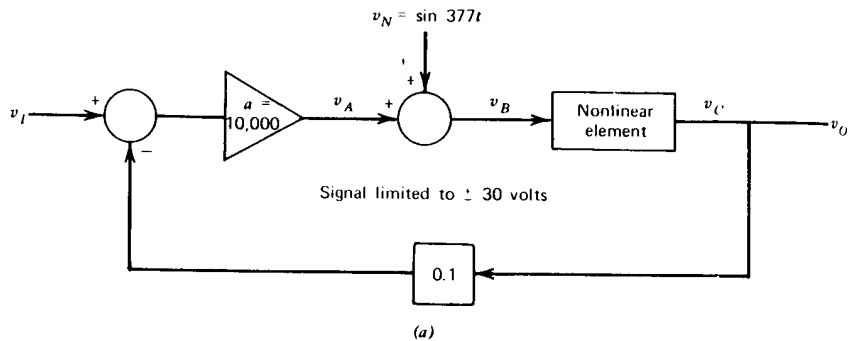 v_N = sin 377t
v_I
+
−
a =
10,000
v_A
+
+
v_B
Nonlinear
element
v_C
v_O
Signal limited to ± 30 volts
0.1
(a)